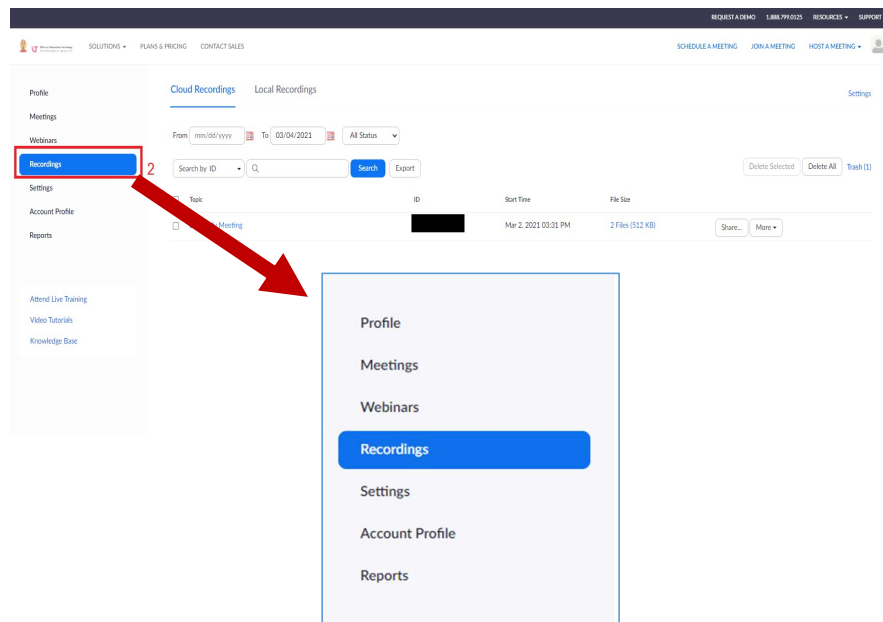 REQUEST A DEMO 1.888.799.0125 RESOURCES SUPPORT
SOLUTIONS PLANS & PRICING CONTACT SALES SCHEDULE A MEETING JOIN A MEETING HOST A MEETING
Profile
Meetings
Webinars
Recordings
2
Settings
Account Profile
Reports
Attend Live Training
Video Tutorials
Knowledge Base
Cloud Recordings Local Recordings Settings
From mm/dd/yyyy To 03/04/2021 All Status
Search by ID Search Export Delete Selected Delete All Trash (1)
Topic ID Start Time File Size
Meeting Mar 2, 2021 03:31 PM 2 Files (512 KB) Share... More
Profile
Meetings
Webinars
Recordings
Settings
Account Profile
Reports